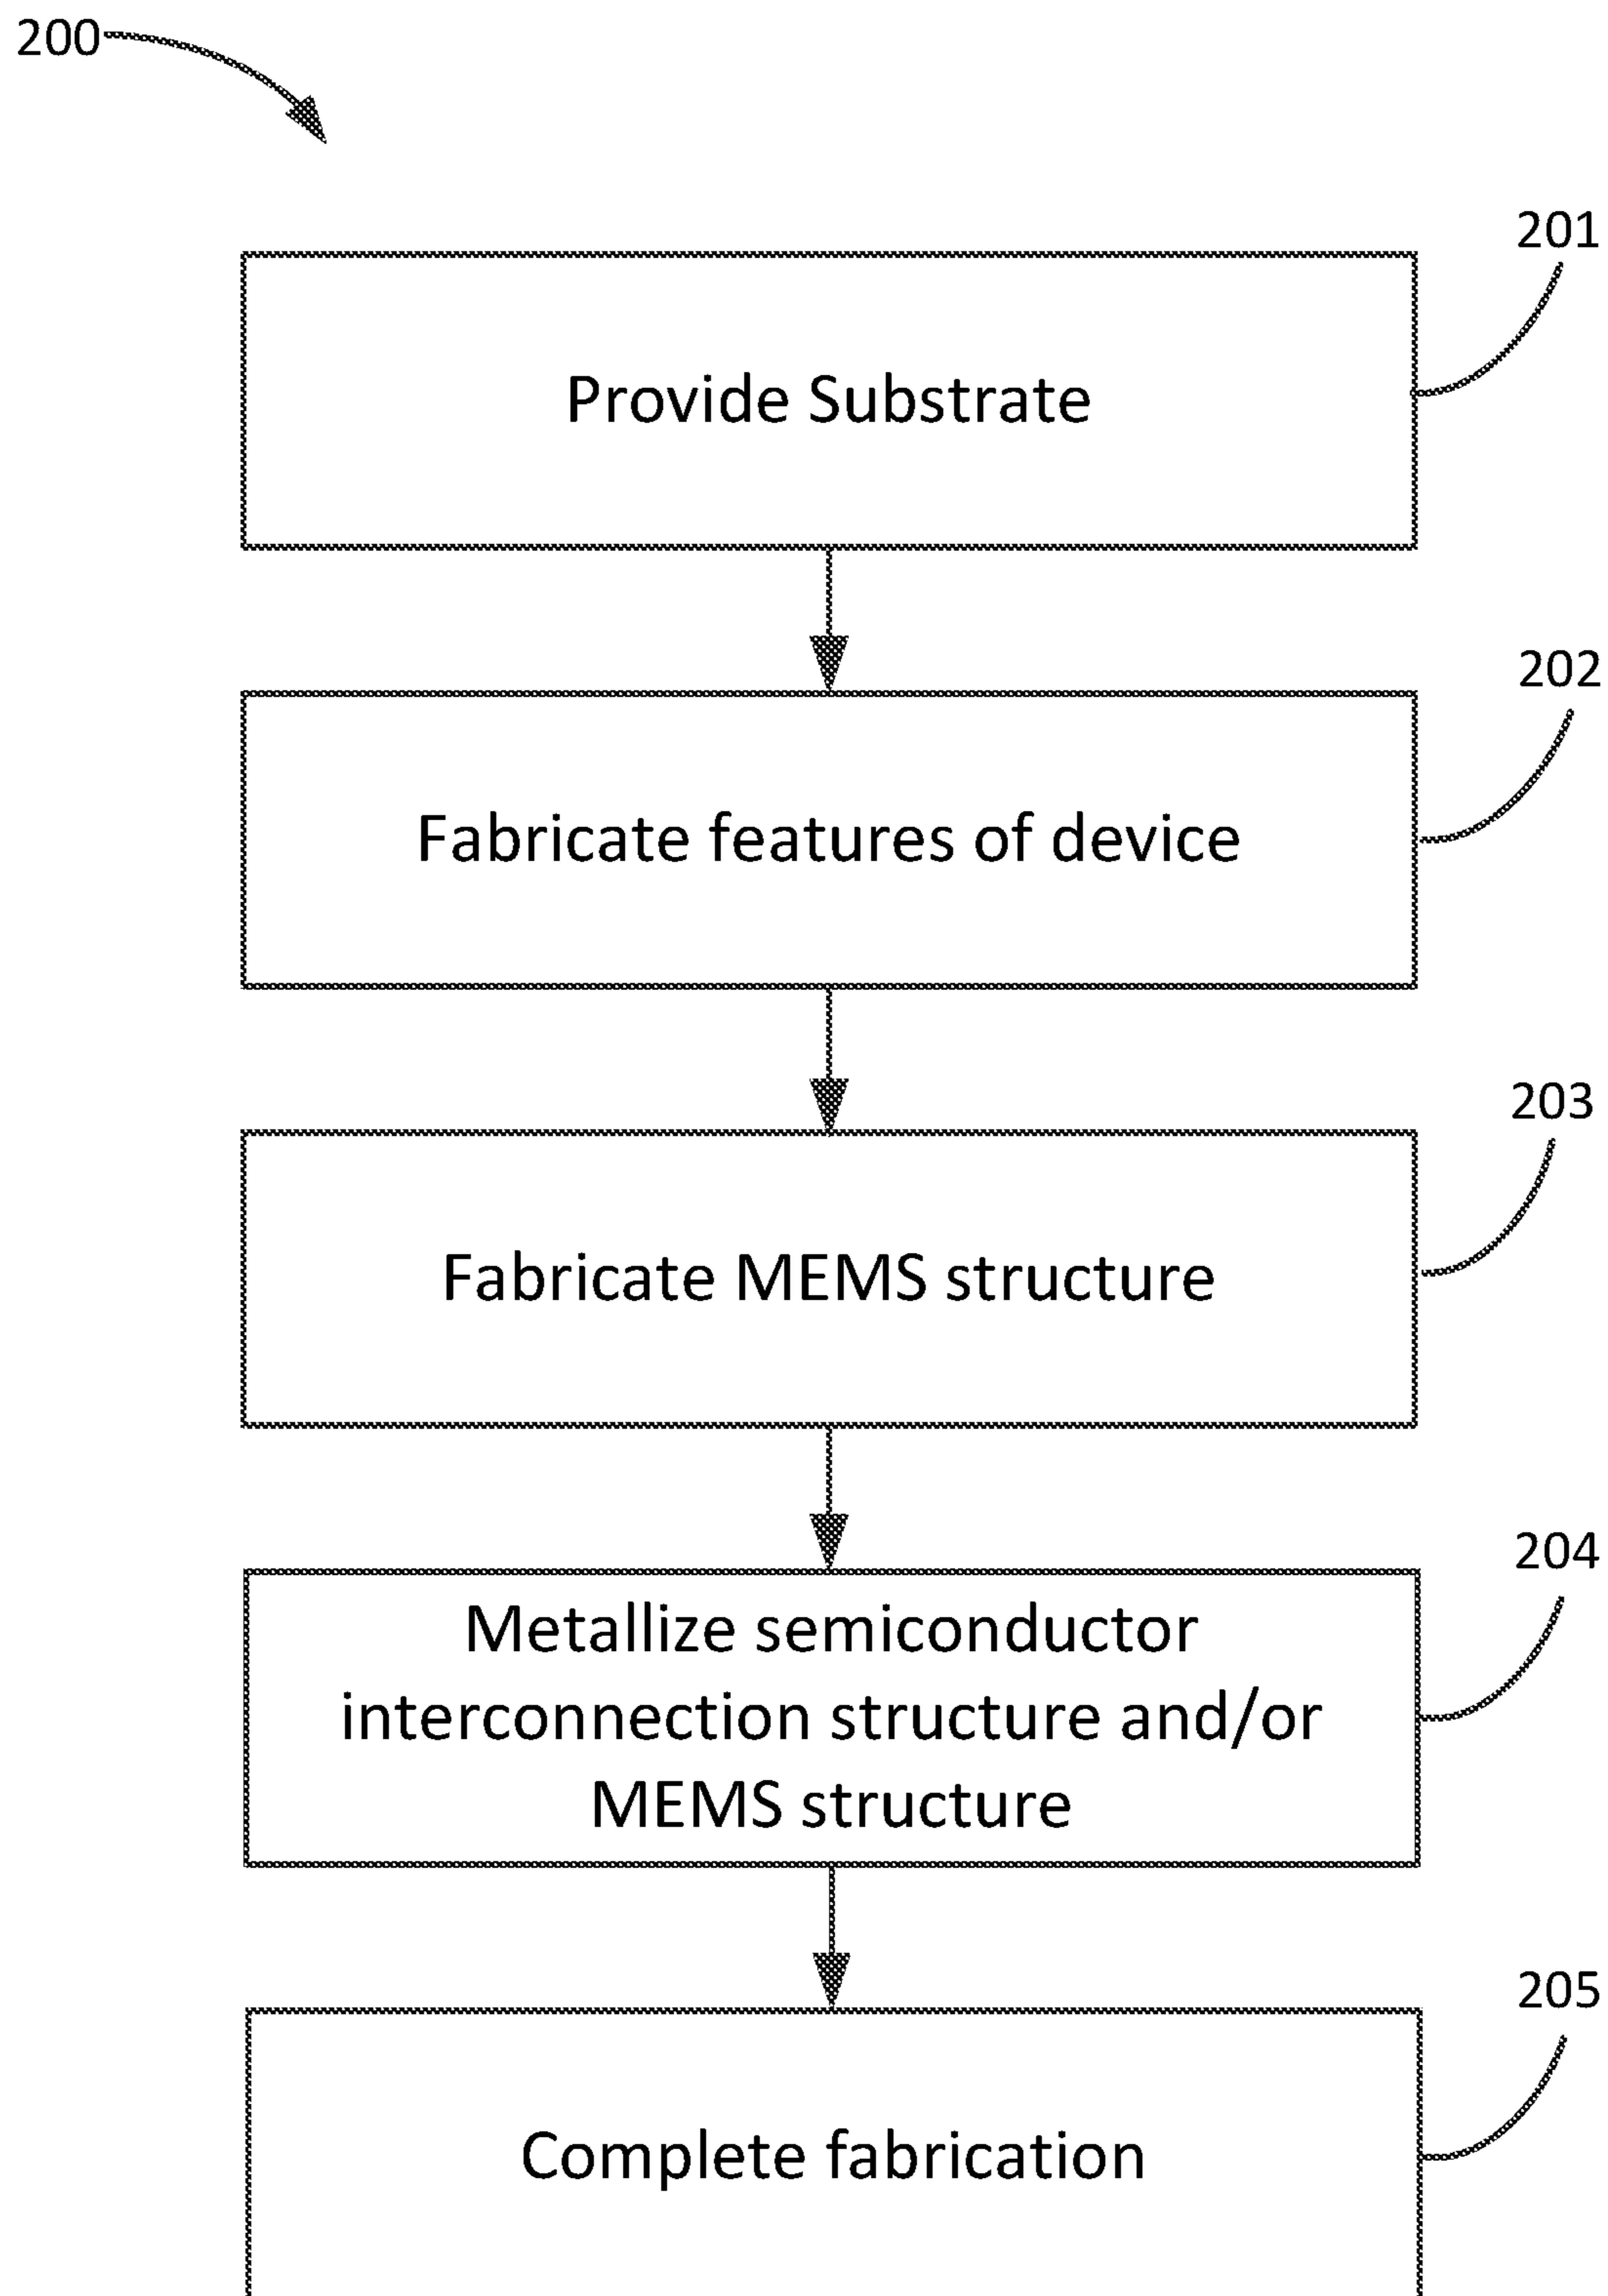 200
201
Provide Substrate
202
Fabricate features of device
203
Fabricate MEMS structure
204
Metallize semiconductor
interconnection structure and/or
MEMS structure
205
Complete fabrication